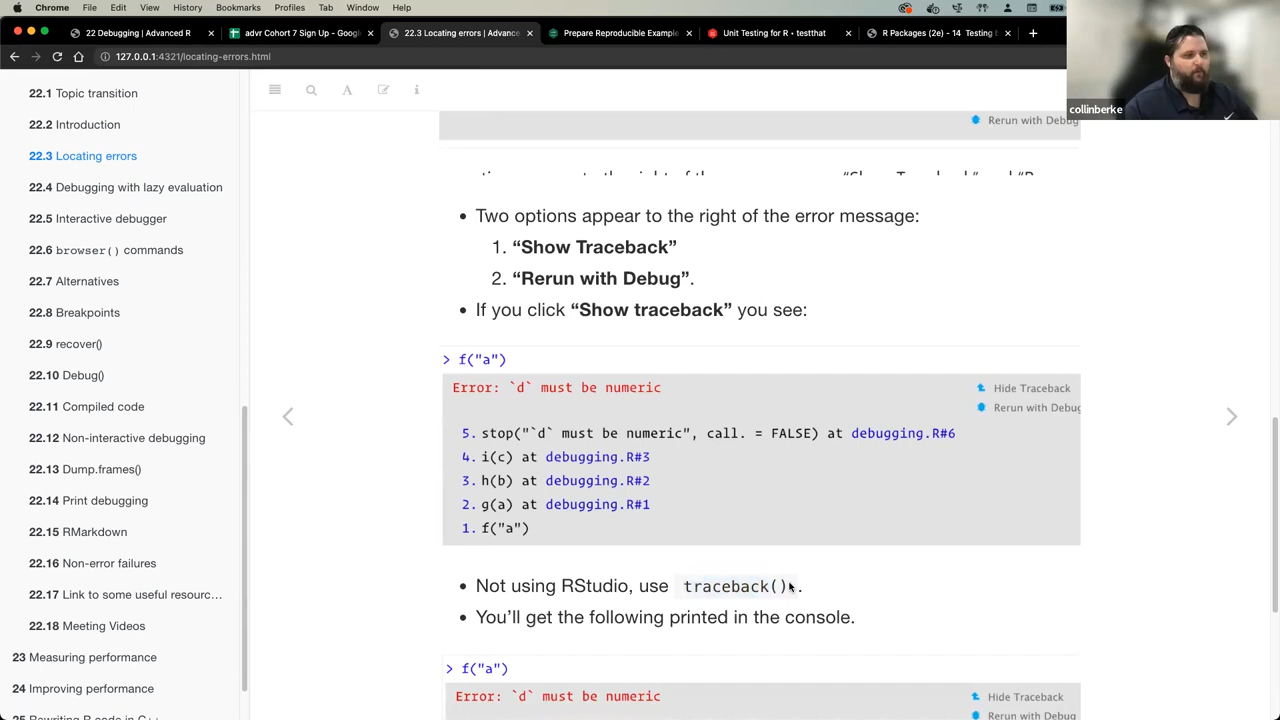 Chrome File Edit View History Bookmarks Profiles Tab Window Help
22 Debugging | Advanced R
advr Cohort 7 Sign Up - Googl
22.3 Locating errors | Advance
Prepare Reproducible Example
Unit Testing for R • testthat
R Packages (2e) - 14 Testing b
127.0.0.1:4321/locating-errors.html
collinberke
22.1 Topic transition
22.2 Introduction
22.3 Locating errors
22.4 Debugging with lazy evaluation
22.5 Interactive debugger
22.6 browser() commands
22.7 Alternatives
22.8 Breakpoints
22.9 recover()
22.10 Debug()
22.11 Compiled code
22.12 Non-interactive debugging
22.13 Dump.frames()
22.14 Print debugging
22.15 RMarkdown
22.16 Non-error failures
22.17 Link to some useful resourc…
22.18 Meeting Videos
23 Measuring performance
24 Improving performance
25 Rewriting R code in C++
Rerun with Debug
• Two options appear to the right of the error message:
1. “Show Traceback”
2. “Rerun with Debug”.
• If you click “Show traceback” you see:
> f("a")
Error: `d` must be numeric
Hide Traceback
Rerun with Debug
5. stop("`d` must be numeric", call. = FALSE) at debugging.R#6
4. i(c) at debugging.R#3
3. h(b) at debugging.R#2
2. g(a) at debugging.R#1
1. f("a")
• Not using RStudio, use traceback().
• You’ll get the following printed in the console.
> f("a")
Error: `d` must be numeric
Hide Traceback
Rerun with Debug